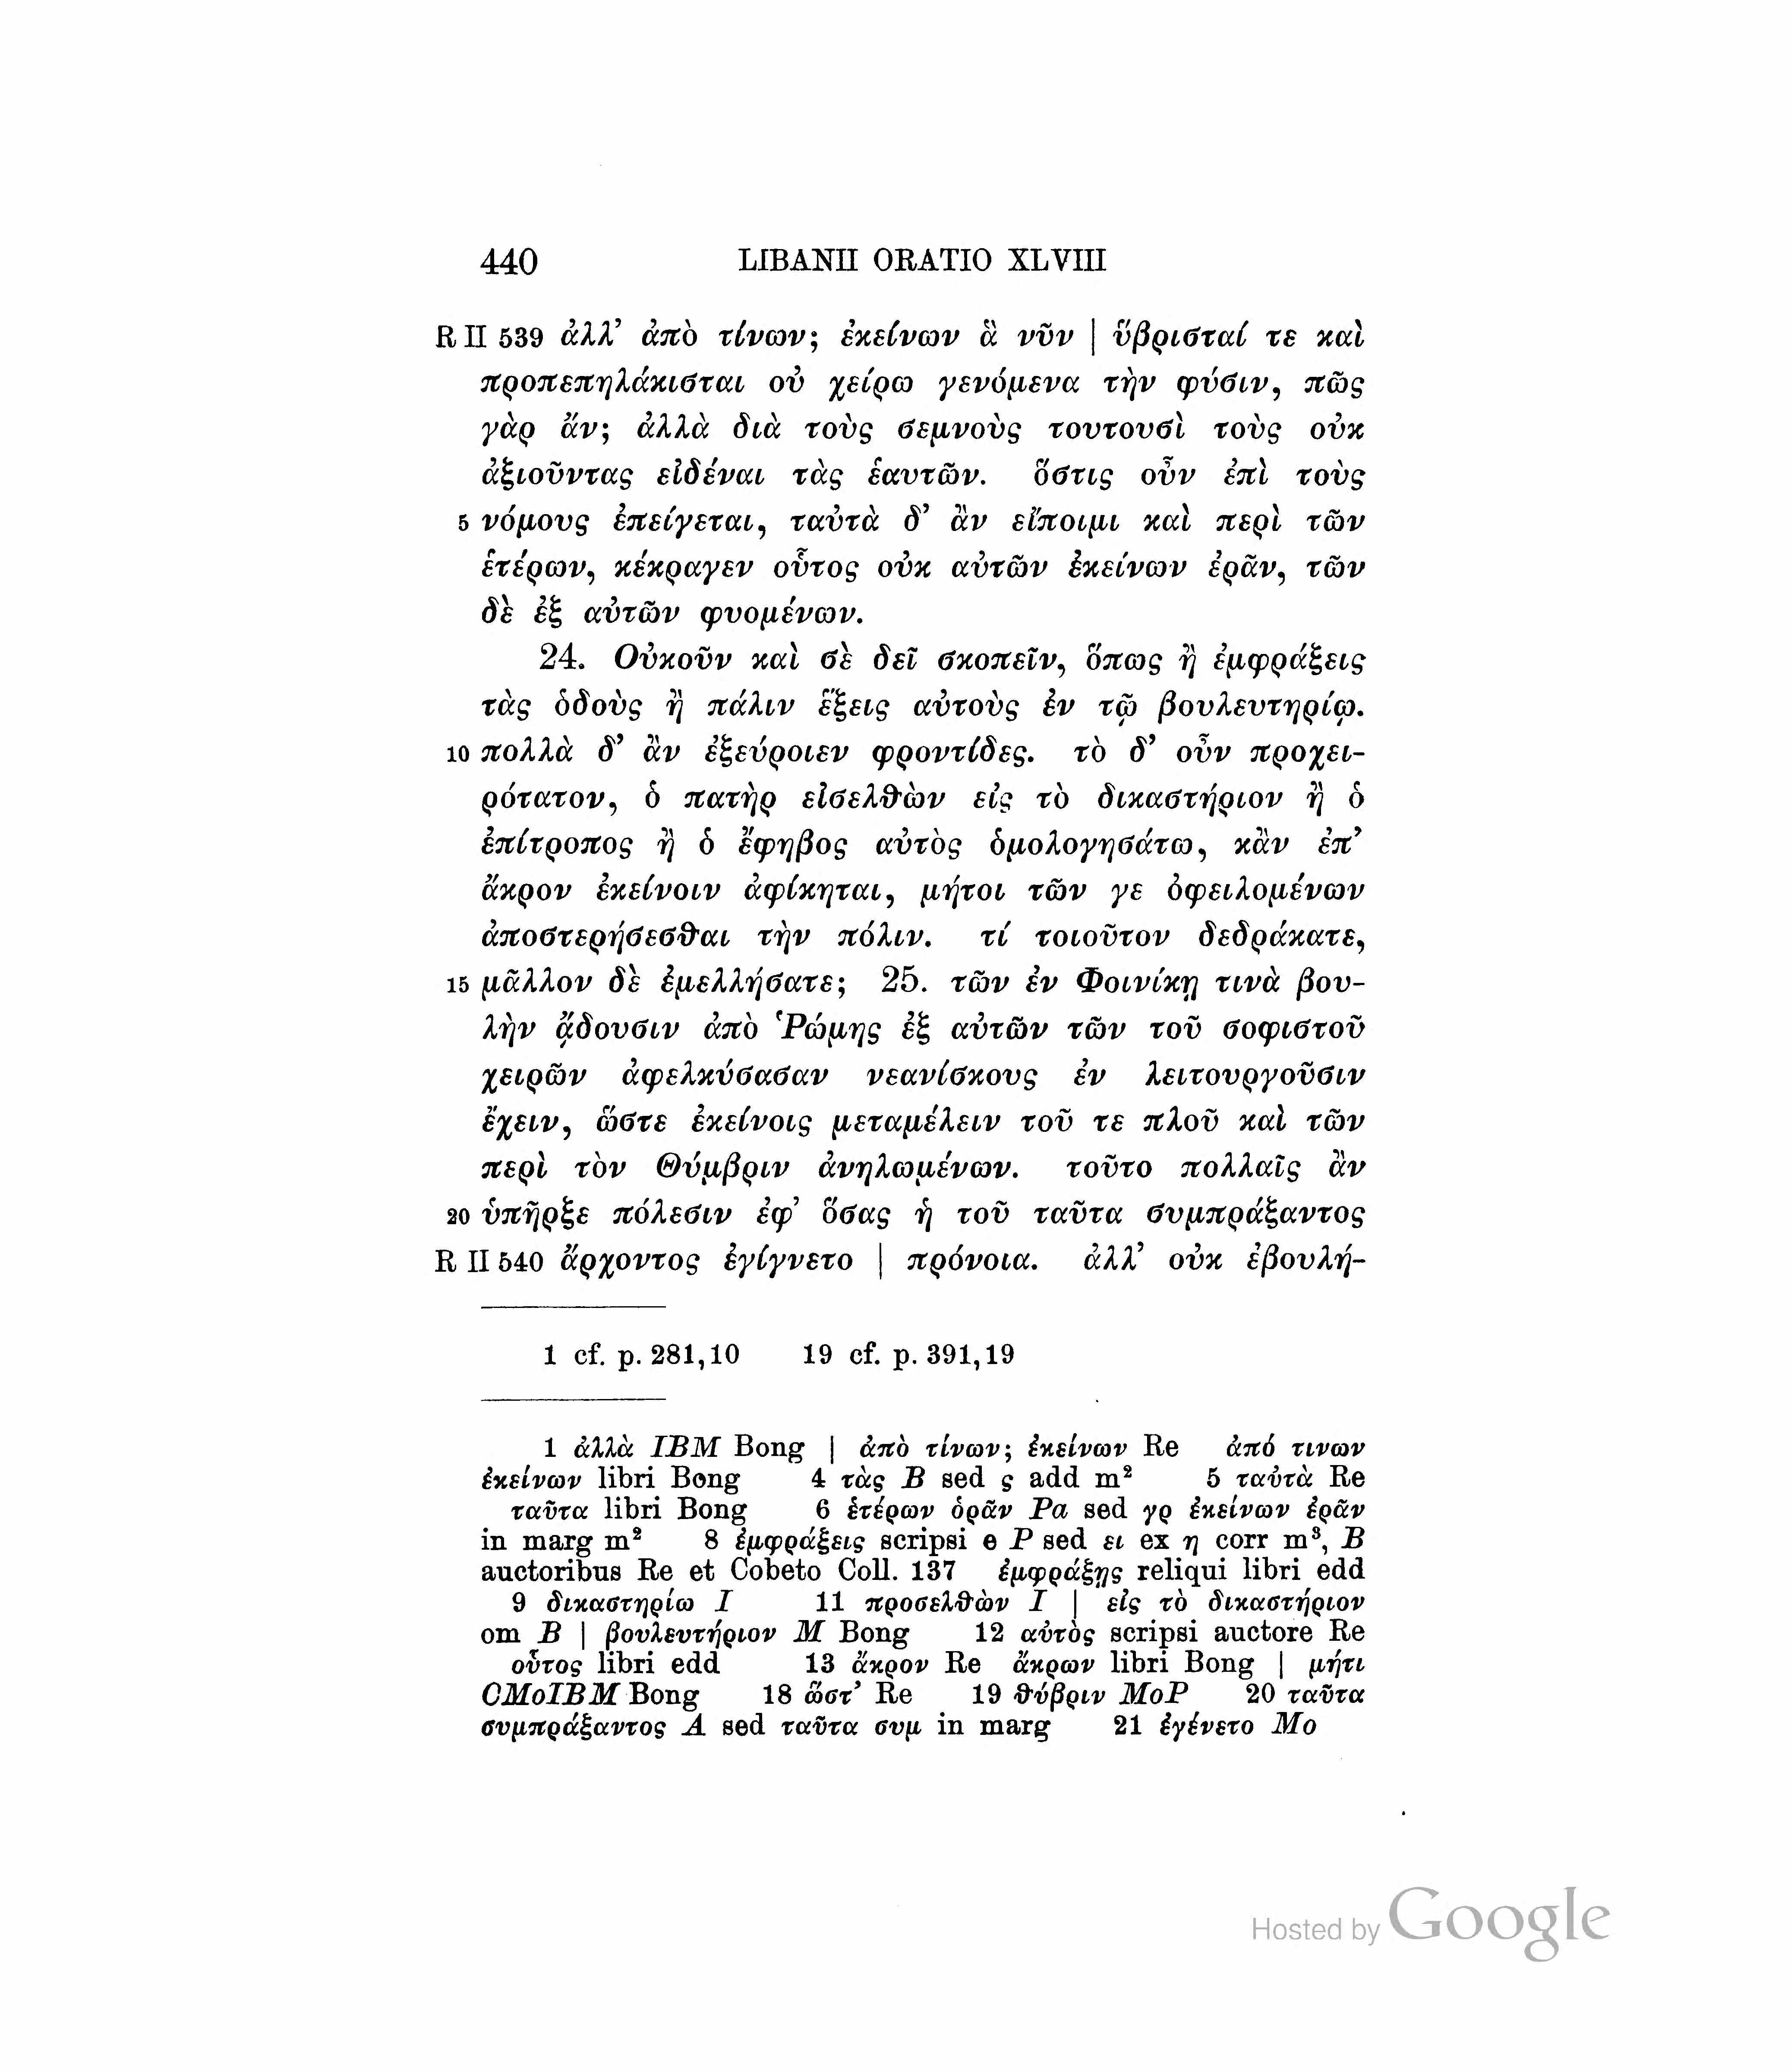 440 LIBANII ORATIO XLVIII
R II 539 ἀλλ’ ἀπὸ τίνων; ἐκείνων ἃ νῦν | ὕβρισταί τε καὶ
προπεπηλάκισται οὐ χείρω γενόμενα τὴν φύσιν, πῶς
γὰρ ἄν; ἀλλὰ διὰ τοὺς σεμνοὺς τουτουσὶ τοὺς οὐκ
ἀξιοῦντας εἰδέναι τὰς ἑαυτῶν. ὅστις οὖν ἐπὶ τοὺς
5 νόμους ἐπείγεται, ταὐτὰ δ’ ἂν εἴποιμι καὶ περὶ τῶν
ἑτέρων, κέκραγεν οὗτος οὐκ αὐτῶν ἐκείνων ἐρᾶν, τῶν
δὲ ἐξ αὐτῶν φυομένων.
24. Οὐκοῦν καὶ σὲ δεῖ σκοπεῖν, ὅπως ἢ ἐμφράξεις
τὰς ὁδοὺς ἢ πάλιν ἕξεις αὐτοὺς ἐν τῷ βουλευτηρίῳ.
10 πολλὰ δ’ ἂν ἐξεύροιεν φροντίδες. τὸ δ’ οὖν προχει-
ρότατον, ὁ πατὴρ εἰσελθὼν εἰς τὸ δικαστήριον ἢ ὁ
ἐπίτροπος ἢ ὁ ἔφηβος αὐτὸς ὁμολογησάτω, κἂν ἐπ’
ἄκρον ἐκείνοιν ἀφίκηται, μήτοι τῶν γε ὀφειλομένων
ἀποστερήσεσθαι τὴν πόλιν. τί τοιοῦτον δεδράκατε,
15 μᾶλλον δὲ ἐμελλήσατε; 25. τῶν ἐν Φοινίκῃ τινὰ βου-
λὴν ᾄδουσιν ἀπὸ Ῥώμης ἐξ αὐτῶν τῶν τοῦ σοφιστοῦ
χειρῶν ἀφελκύσασαν νεανίσκους ἐν λειτουργοῦσιν
ἔχειν, ὥστε ἐκείνοις μεταμέλειν τοῦ τε πλοῦ καὶ τῶν
περὶ τὸν Θύμβριν ἀνηλωμένων. τοῦτο πολλαῖς ἂν
20 ὑπῆρξε πόλεσιν ἐφ’ ὅσας ἡ τοῦ ταῦτα συμπράξαντος
R II 540 ἄρχοντος ἐγίγνετο | πρόνοια. ἀλλ’ οὐκ ἐβουλή-
1 cf. p. 281,10 19 cf. p. 391,19
1 ἀλλὰ IBM Bong | ἀπὸ τίνων; ἐκείνων Re ἀπό τινων
ἐκείνων libri Bong 4 τὰς B sed ς add m² 5 ταὐτὰ Re
ταῦτα libri Bong 6 ἑτέρων ὁρᾶν Pa sed γρ ἐκείνων ἐρᾶν
in marg m² 8 ἐμφράξεις scripsi e P sed ει ex η corr m³, B
auctoribus Re et Cobeto Coll. 137 ἐμφράξῃς reliqui libri edd
9 δικαστηρίω I 11 προσελθὼν I | εἰς τὸ δικαστήριον
om B | βουλευτήριον M Bong 12 αὐτὸς scripsi auctore Re
οὗτος libri edd 13 ἄκρον Re ἄκρων libri Bong | μήτι
CMoIBM Bong 18 ὥστ’ Re 19 θύβριν MoP 20 ταῦτα
συμπράξαντος A sed ταῦτα συμ in marg 21 ἐγένετο Mo
Hosted by Google